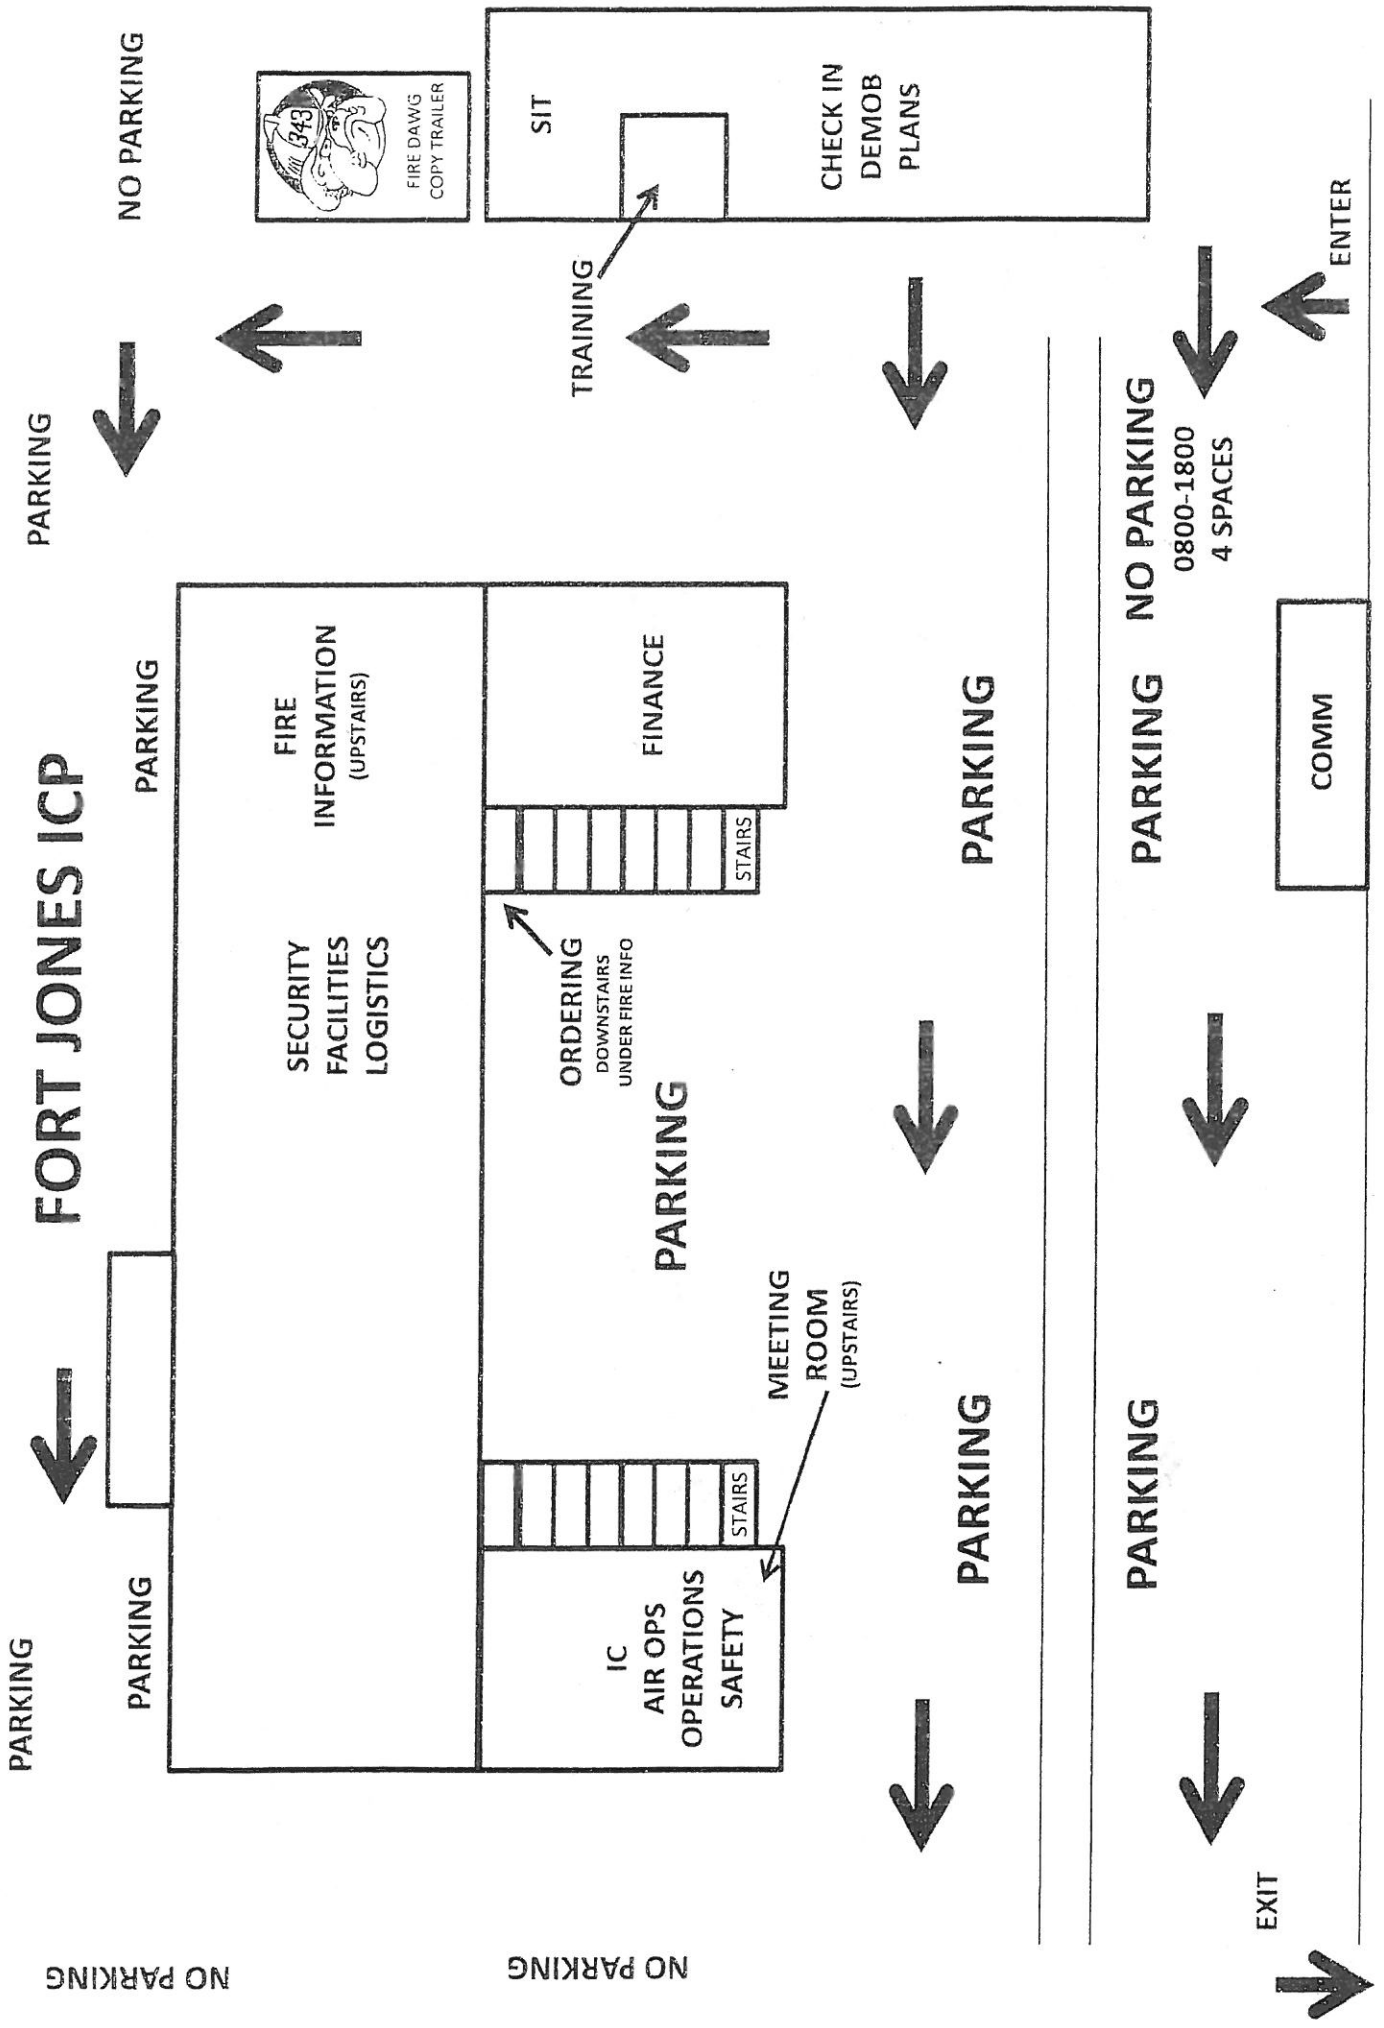 FORT JONES ICP
PARKING
PARKING
NO PARKING
PARKING
PARKING
NO PARKING
343
FIRE DAWG
COPY TRAILER
SECURITY
FACILITIES
LOGISTICS
FIRE
INFORMATION
(UPSTAIRS)
SIT
NO PARKING
IC
AIR OPS
OPERATIONS
SAFETY
STAIRS
MEETING
ROOM
(UPSTAIRS)
PARKING
ORDERING
DOWNSTAIRS
UNDER FIRE INFO
STAIRS
FINANCE
TRAINING
CHECK IN
DEMOB
PLANS
PARKING
PARKING
PARKING
PARKING
NO PARKING
0800-1800
4 SPACES
EXIT
COMM
ENTER